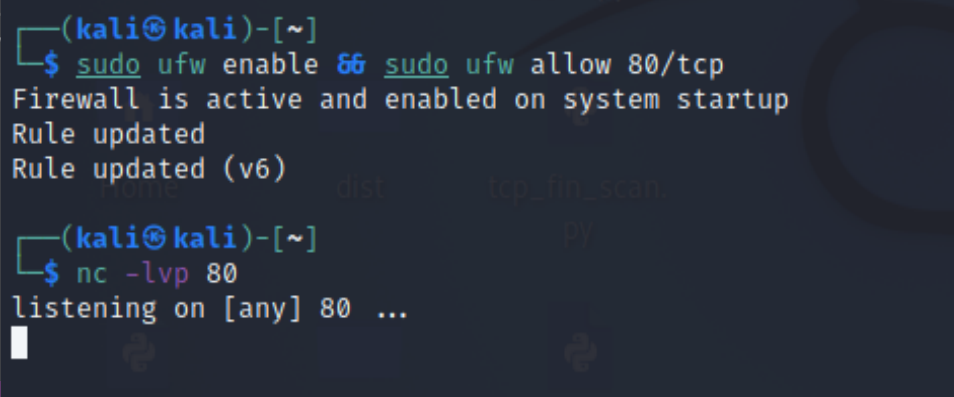 ┌──(kali㉿kali)-[~]
└─$ sudo ufw enable && sudo ufw allow 80/tcp
Firewall is active and enabled on system startup
Rule updated
Rule updated (v6)
Home dist tcp_fin_scan.
py
┌──(kali㉿kali)-[~]
└─$ nc -lvp 80
listening on [any] 80 ...